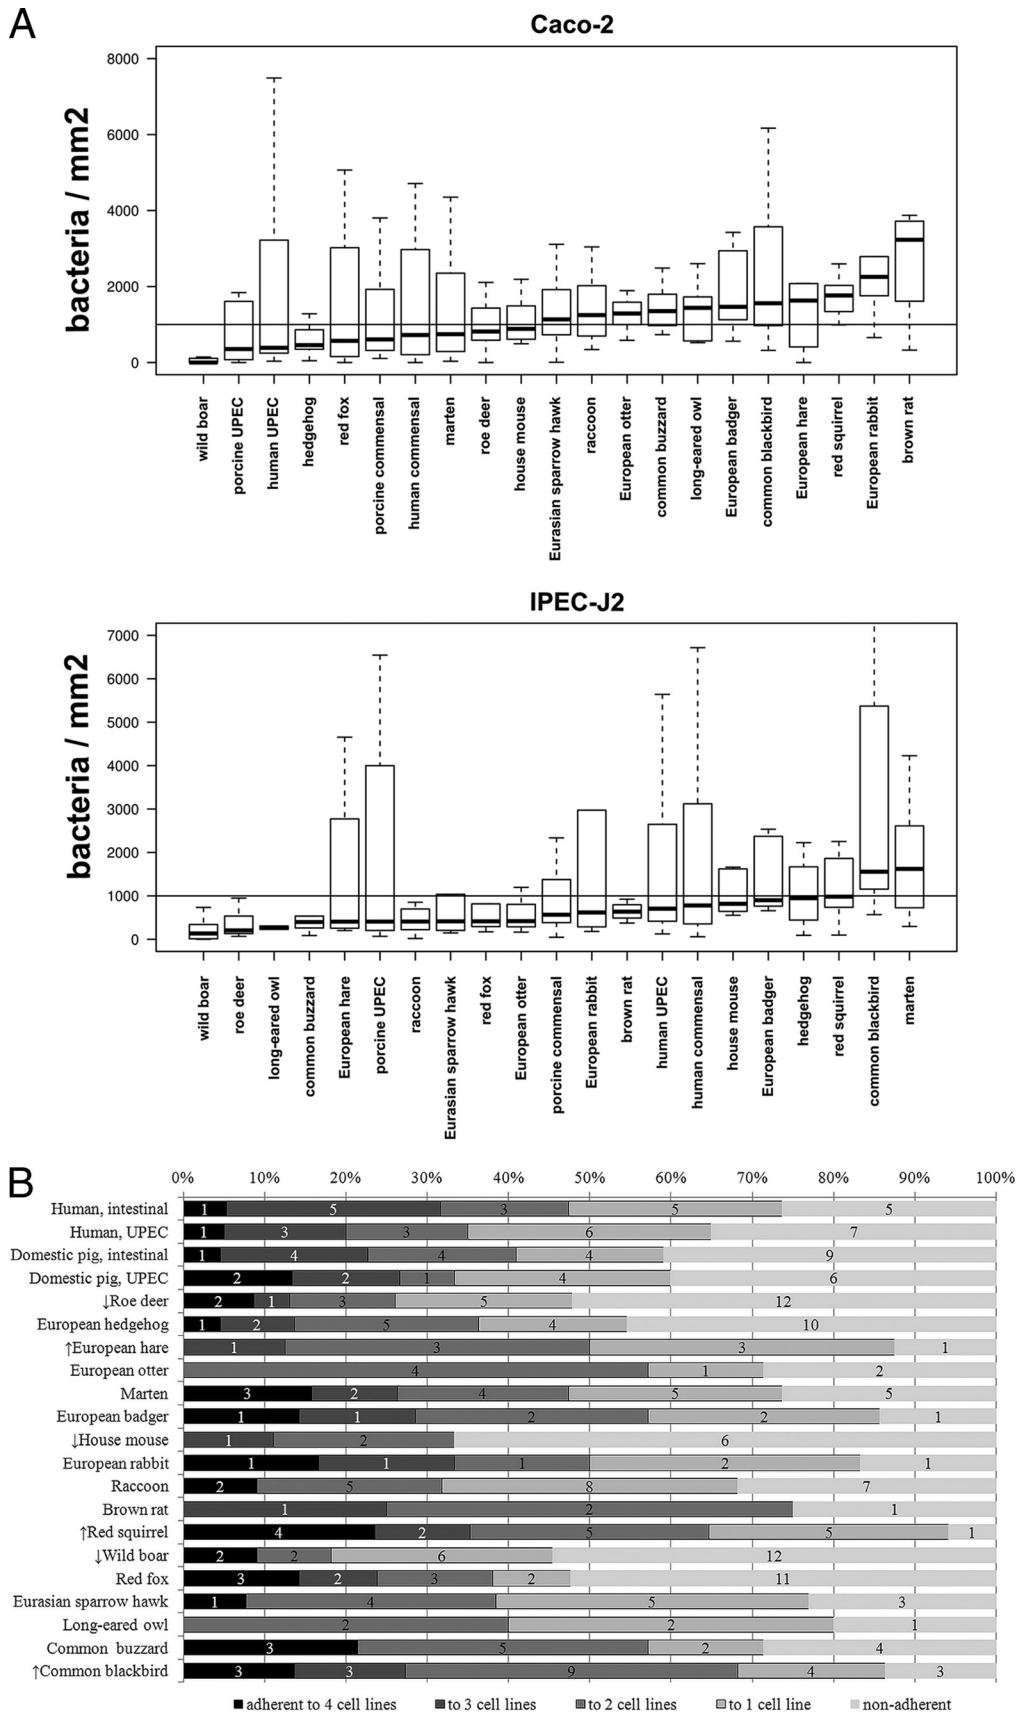 A
Caco-2
bacteria / mm2
8000
6000
4000
2000
0
wild boar
porcine UPEC
human UPEC
hedgehog
red fox
porcine commensal
human commensal
marten
roe deer
house mouse
Eurasian sparrow hawk
raccoon
European otter
common buzzard
long-eared owl
European badger
common blackbird
European hare
red squirrel
European rabbit
brown rat
IPEC-J2
bacteria / mm2
7000
6000
5000
4000
3000
2000
1000
0
wild boar
roe deer
long-eared owl
common buzzard
European hare
porcine UPEC
raccoon
Eurasian sparrow hawk
red fox
European otter
porcine commensal
European rabbit
brown rat
human UPEC
human commensal
house mouse
European badger
hedgehog
red squirrel
common blackbird
marten
B
0% 10% 20% 30% 40% 50% 60% 70% 80% 90% 100%
Human, intestinal 1 5 3 5 5
Human, UPEC 1 3 3 6 7
Domestic pig, intestinal 1 4 4 4 9
Domestic pig, UPEC 2 2 1 4 6
↓Roe deer 2 1 3 5 12
European hedgehog 1 2 5 4 10
↑European hare 1 3 3 1
European otter 4 1 2
Marten 3 2 4 5 5
European badger 1 1 2 2 1
↓House mouse 1 2 6
European rabbit 1 1 1 2 1
Raccoon 2 5 8 7
Brown rat 1 2 1
↑Red squirrel 4 2 5 5 1
↓Wild boar 2 2 6 12
Red fox 3 2 3 2 11
Eurasian sparrow hawk 1 4 5 3
Long-eared owl 2 2 1
Common buzzard 3 5 2 4
↑Common blackbird 3 3 9 4 3
adherent to 4 cell lines to 3 cell lines to 2 cell lines to 1 cell line non-adherent